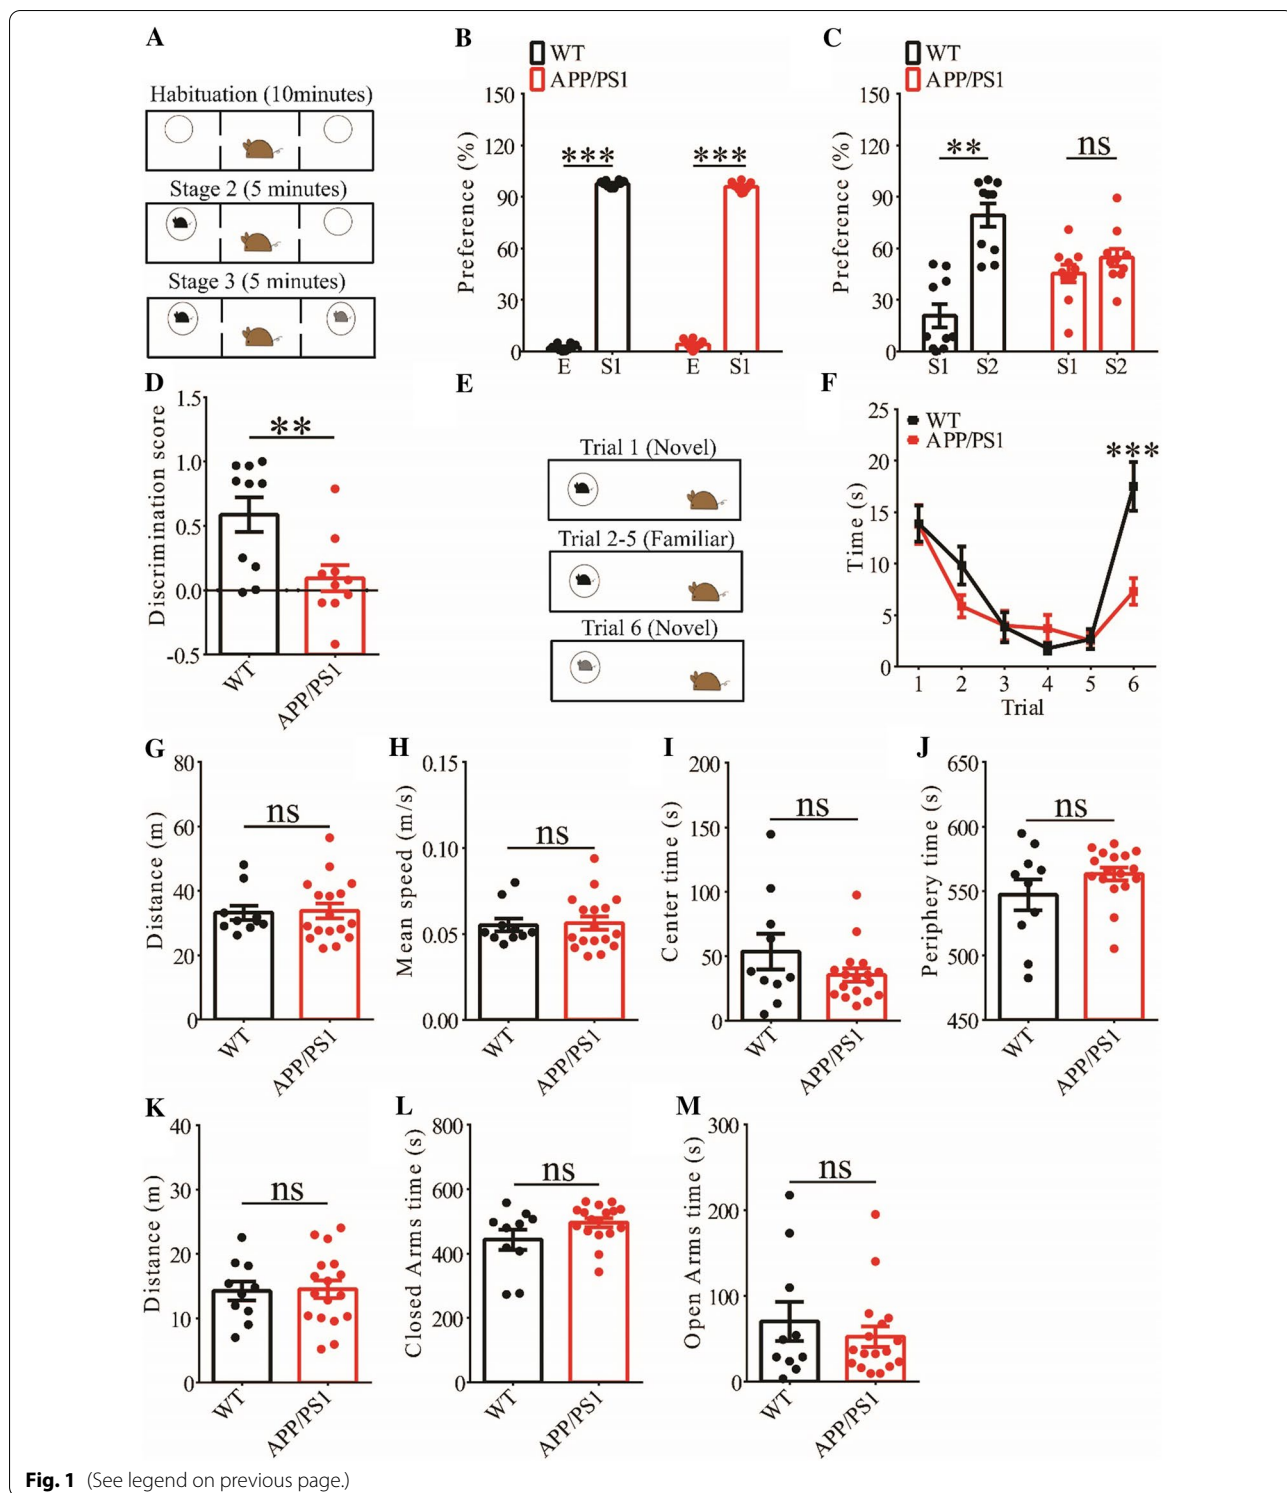 A
Habituation (10minutes)
Stage 2 (5 minutes)
Stage 3 (5 minutes)
B
WT
APP/PS1
Preference (%)
150
120
90
60
30
0
***
***
E S1 E S1
C
WT
APP/PS1
Preference (%)
150
120
90
60
30
0
**
ns
S1 S2 S1 S2
D
Discrimination score
1.5
1.0
0.5
0.0
-0.5
**
WT
APP/PS1
E
Trial 1 (Novel)
Trial 2-5 (Familiar)
Trial 6 (Novel)
F
WT
APP/PS1
***
Time (s)
25
20
15
10
5
0
1 2 3 4 5 6
Trial
G
Distance (m)
80
60
40
20
0
ns
WT
APP/PS1
H
Mean speed (m/s)
0.15
0.10
0.05
0.00
ns
WT
APP/PS1
I
Center time (s)
200
150
100
50
0
ns
WT
APP/PS1
J
Periphery time (s)
650
600
550
500
450
ns
WT
APP/PS1
K
Distance (m)
40
30
20
10
0
ns
WT
APP/PS1
L
Closed Arms time (s)
800
600
400
200
0
ns
WT
APP/PS1
M
Open Arms time (s)
300
200
100
0
ns
WT
APP/PS1
Fig. 1 (See legend on previous page.)